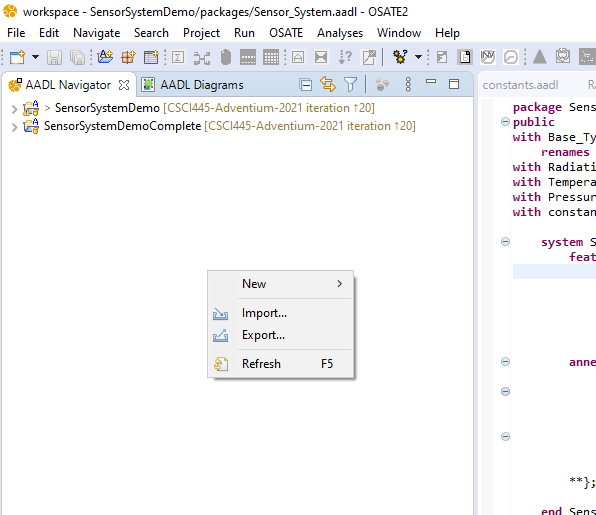 workspace - SensorSystemDemo/packages/Sensor_System.aadl - OSATE2
File Edit Navigate Search Project Run OSATE Analyses Window Help
AADL Navigator AADL Diagrams
constants.aadl
> SensorSystemDemo [CSCI445-Adventium-2021 iteration ↑20]
SensorSystemDemoComplete [CSCI445-Adventium-2021 iteration ↑20]
New
Import...
Export...
Refresh F5
package Sens
public
with Base_Ty
renames
with Radiati
with Tempera
with Pressur
with constan
system S
feat
anne
**};
end Sens